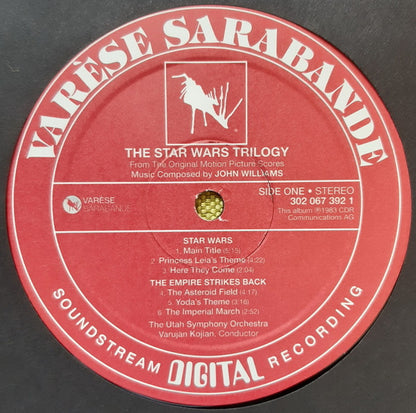 VARÈSE SARABANDE
THE STAR WARS TRILOGY
From The Original Motion Picture Scores
Music Composed by JOHN WILLIAMS
VARÈSE
SARABANDE
SIDE ONE • STEREO
302 067 392 1
This album ℗1983 CDR
Communications AG
STAR WARS
1. Main Title (5:13)
2. Princess Leia's Theme (4:22)
3. Here They Come (2:04)
THE EMPIRE STRIKES BACK
4. The Asteroid Field (4:17)
5. Yoda's Theme (3:16)
6. The Imperial March (2:52)
The Utah Symphony Orchestra
Varujan Kojian, Conductor
SOUNDSTREAM DIGITAL RECORDING